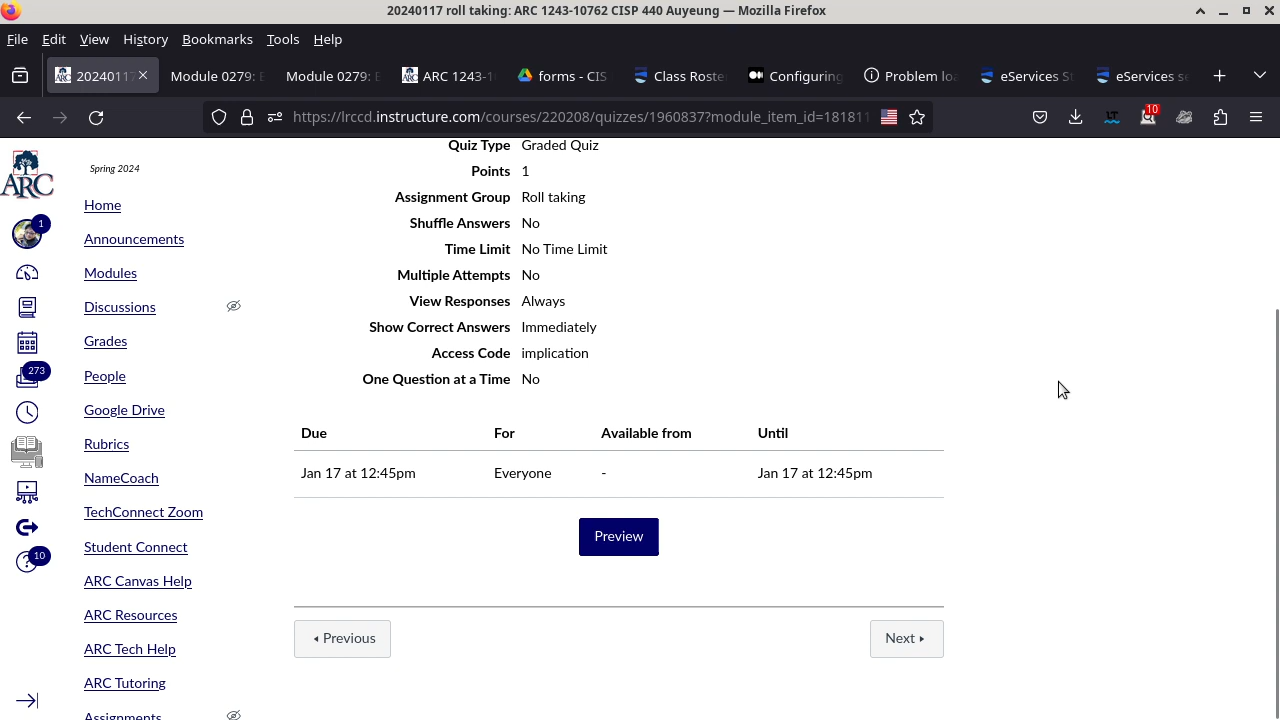 20240117 roll taking: ARC 1243-10762 CISP 440 Auyeung — Mozilla Firefox
File Edit View History Bookmarks Tools Help
20240117 Module 0279: Module 0279: ARC 1243-1 forms - CIS Class Roste Configuring Problem loa eServices St eServices se
https://lrccd.instructure.com/courses/220208/quizzes/1960837?module_item_id=181811 10
ARC
Spring 2024
Home
1
Announcements
Modules
Discussions
Grades
273
People
Google Drive
Rubrics
NameCoach
TechConnect Zoom
Student Connect
10
ARC Canvas Help
ARC Resources
ARC Tech Help
ARC Tutoring
Assignments
Quiz Type Graded Quiz
Points 1
Assignment Group Roll taking
Shuffle Answers No
Time Limit No Time Limit
Multiple Attempts No
View Responses Always
Show Correct Answers Immediately
Access Code implication
One Question at a Time No
Due For Available from Until
Jan 17 at 12:45pm Everyone - Jan 17 at 12:45pm
Preview
Previous Next